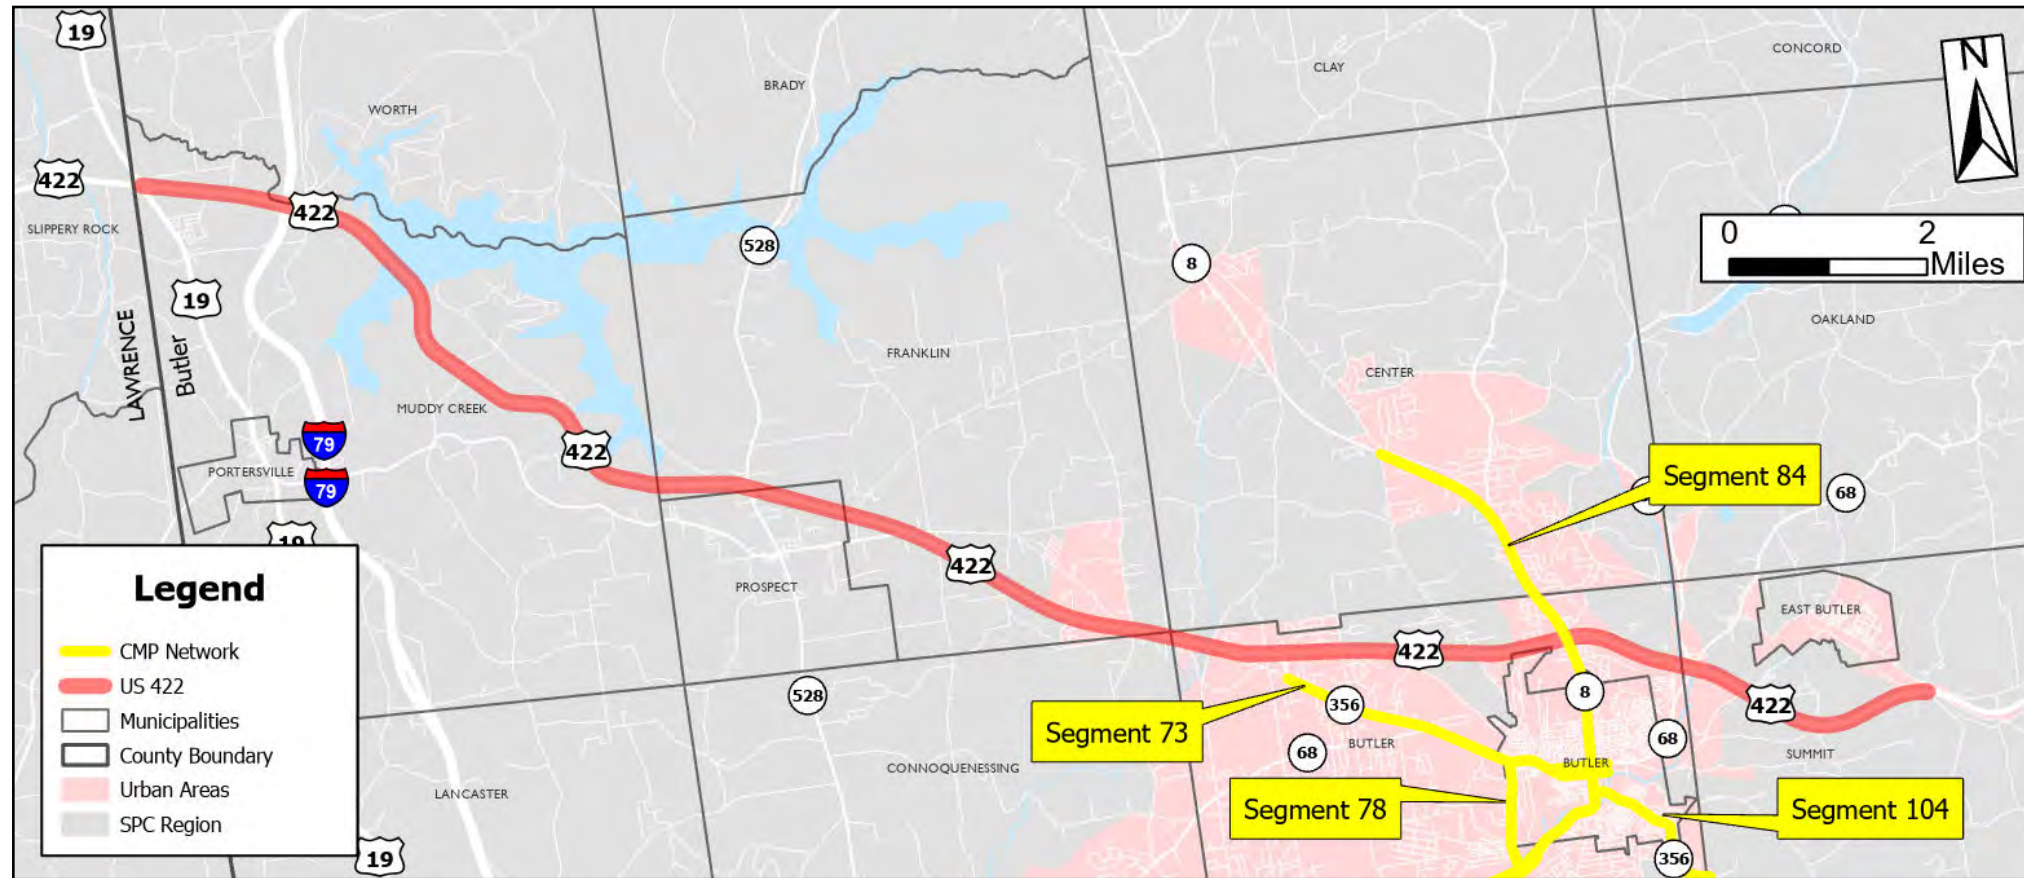 19
CONCORD
N
CLAY
BRADY
WORTH
422
422
SLIPPERY ROCK
528
8
0 2
Miles
19
LAWRENCE
Butler
OAKLAND
FRANKLIN
CENTER
MUDDY CREEK
79
422
PORTERSVILLE
79
Segment 84
68
19
422
PROSPECT
EAST BUTLER
422
Legend
CMP Network
US 422
Municipalities
County Boundary
Urban Areas
SPC Region
528
8
422
356
Segment 73
BUTLER
68
68
SUMMIT
BUTLER
CONNOQUENESSING
LANCASTER
Segment 78
Segment 104
19
356